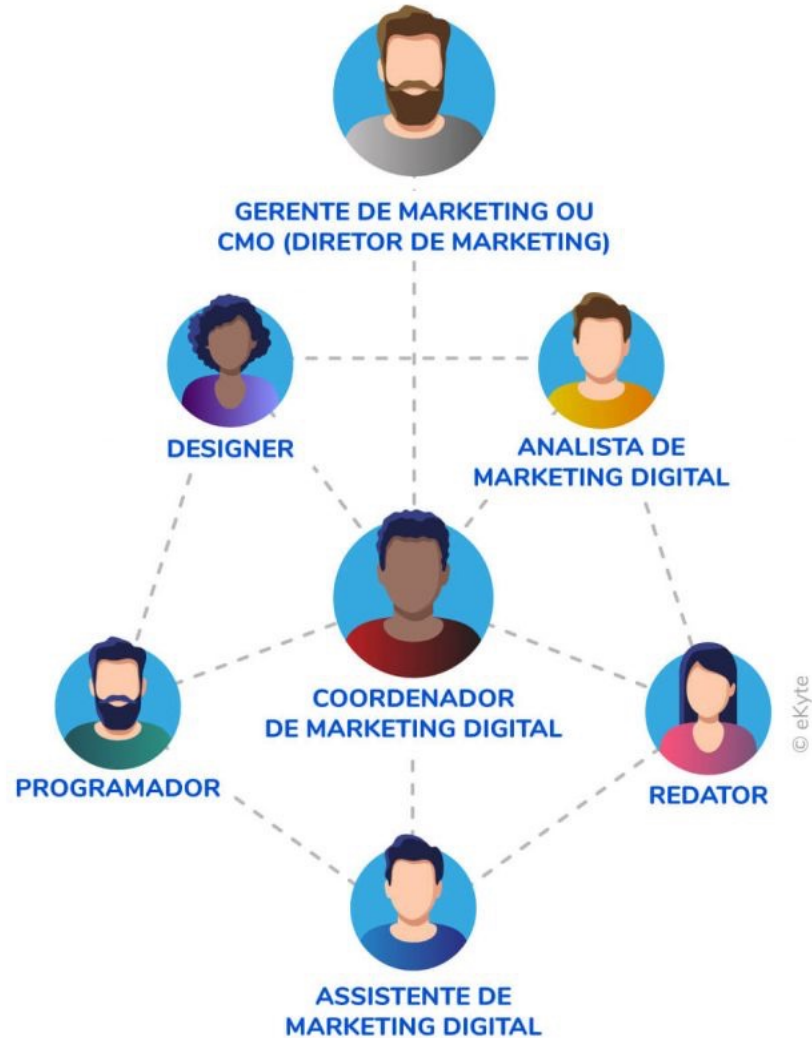 GERENTE DE MARKETING OU
CMO (DIRETOR DE MARKETING)
DESIGNER
ANALISTA DE
MARKETING DIGITAL
COORDENADOR
DE MARKETING DIGITAL
PROGRAMADOR
REDATOR
ASSISTENTE DE
MARKETING DIGITAL
© eKyte